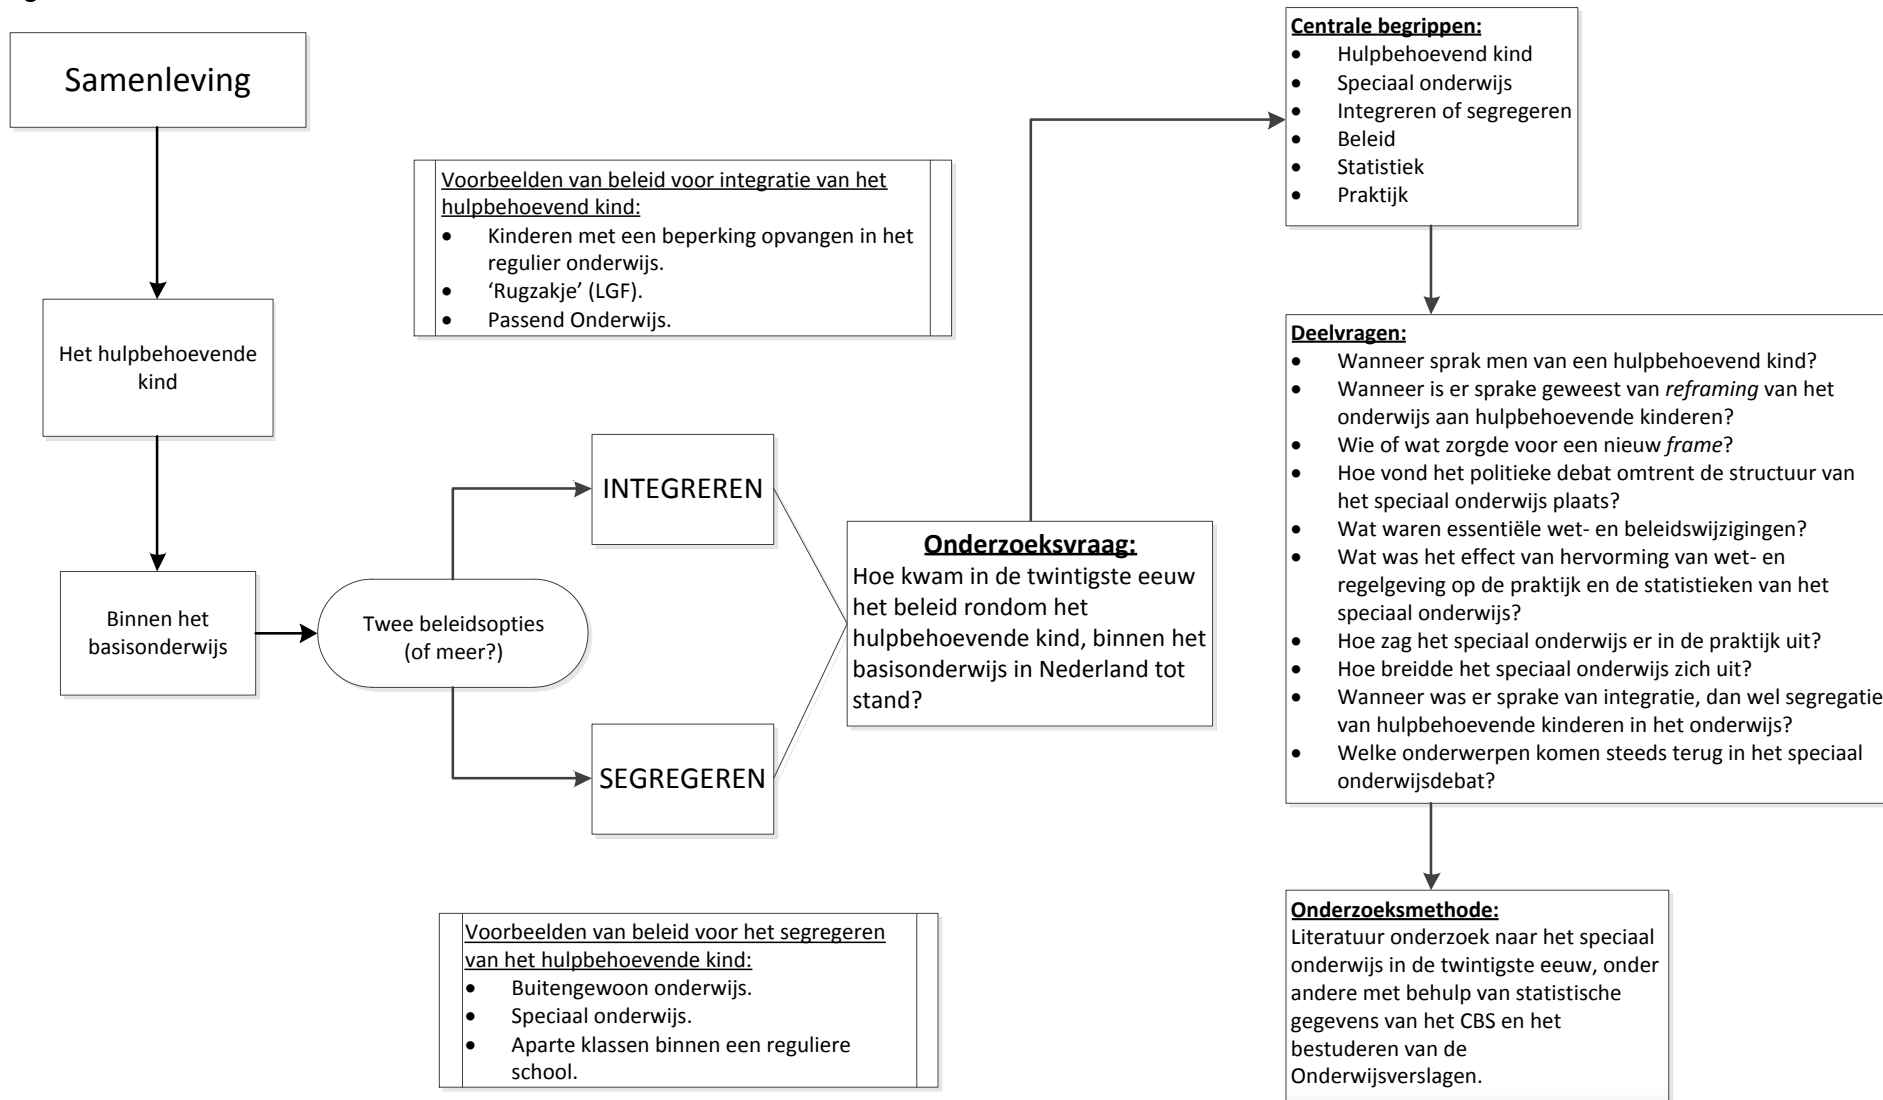 Samenleving
Het hulpbehoevende
kind
Binnen het
basisonderwijs
Twee beleidsopties
(of meer?)
Voorbeelden van beleid voor integratie van het
hulpbehoevend kind:
• Kinderen met een beperking opvangen in het
regulier onderwijs.
• ‘Rugzakje’ (LGF).
• Passend Onderwijs.
INTEGREREN
SEGREGEREN
Voorbeelden van beleid voor het segregeren
van het hulpbehoevende kind:
• Buitengewoon onderwijs.
• Speciaal onderwijs.
• Aparte klassen binnen een reguliere
school.
Onderzoeksvraag:
Hoe kwam in de twintigste eeuw
het beleid rondom het
hulpbehoevende kind, binnen het
basisonderwijs in Nederland tot
stand?
Centrale begrippen:
• Hulpbehoevend kind
• Speciaal onderwijs
• Integreren of segregeren
• Beleid
• Statistiek
• Praktijk
Deelvragen:
• Wanneer sprak men van een hulpbehoevend kind?
• Wanneer is er sprake geweest van reframing van het
onderwijs aan hulpbehoevende kinderen?
• Wie of wat zorgde voor een nieuw frame?
• Hoe vond het politieke debat omtrent de structuur van
het speciaal onderwijs plaats?
• Wat waren essentiële wet- en beleidswijzigingen?
• Wat was het effect van hervorming van wet- en
regelgeving op de praktijk en de statistieken van het
speciaal onderwijs?
• Hoe zag het speciaal onderwijs er in de praktijk uit?
• Hoe breidde het speciaal onderwijs zich uit?
• Wanneer was er sprake van integratie, dan wel segregatie
van hulpbehoevende kinderen in het onderwijs?
• Welke onderwerpen komen steeds terug in het speciaal
onderwijsdebat?
Onderzoeksmethode:
Literatuur onderzoek naar het speciaal
onderwijs in de twintigste eeuw, onder
andere met behulp van statistische
gegevens van het CBS en het
bestuderen van de
Onderwijsverslagen.